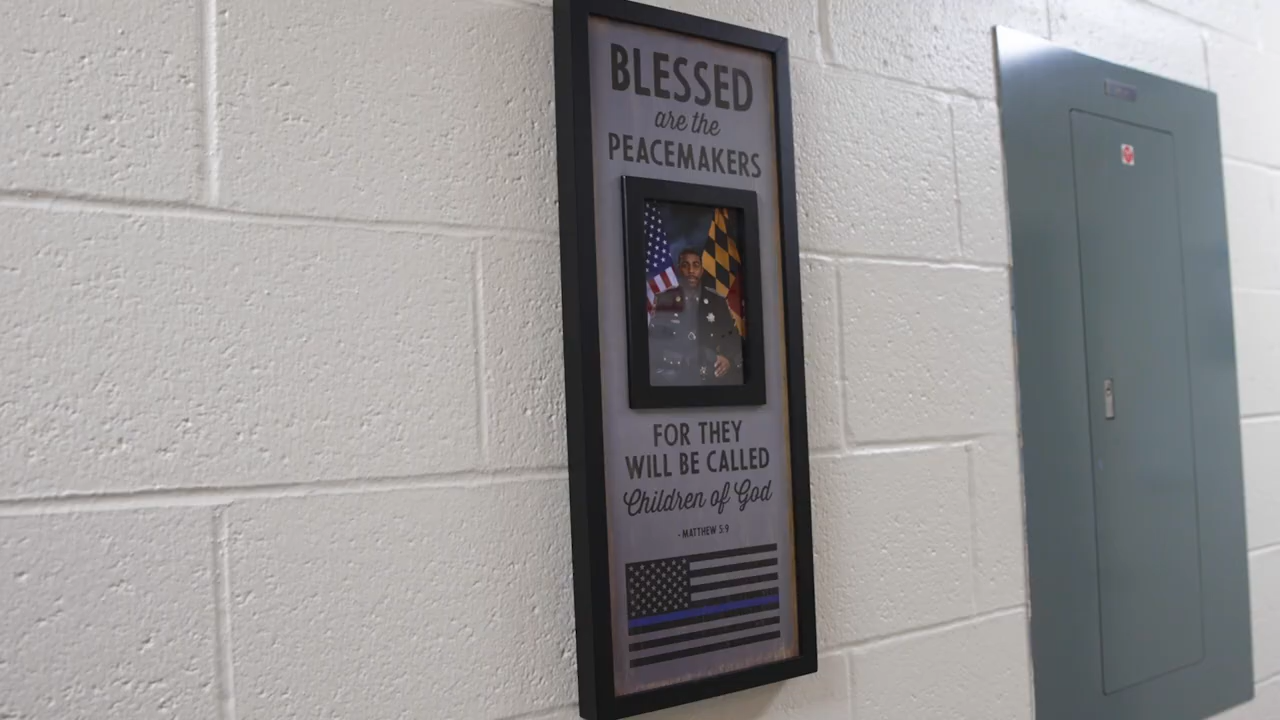 BLESSED
are the
PEACEMAKERS
FOR THEY
WILL BE CALLED
Children of God
- MATTHEW 5:9